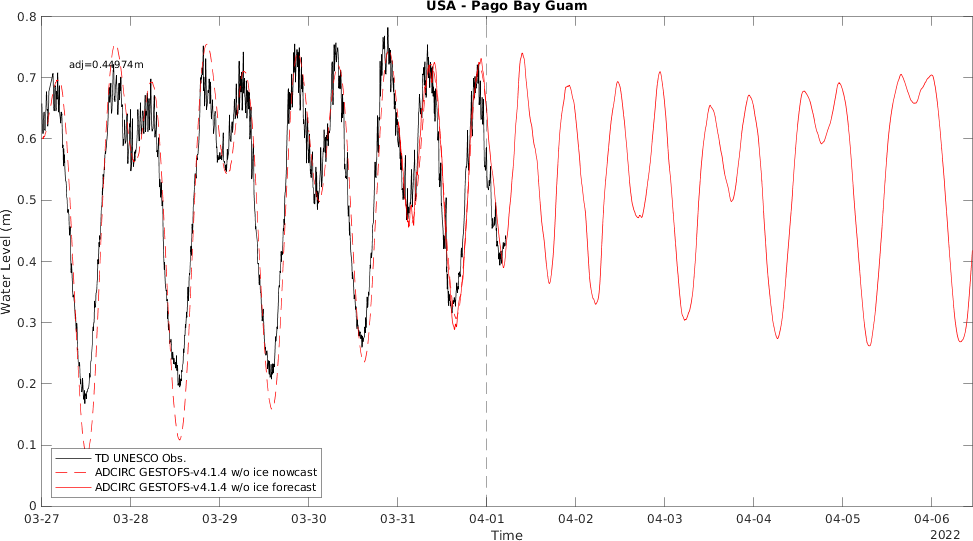 USA - Pago Bay Guam
adj=0.44974m
0.8
0.7
0.6
0.5
0.4
0.3
0.2
0.1
0
Water Level (m)
TD UNESCO Obs.
ADCIRC GESTOFS-v4.1.4 w/o ice nowcast
ADCIRC GESTOFS-v4.1.4 w/o ice forecast
03-27 03-28 03-29 03-30 03-31 04-01 04-02 04-03 04-04 04-05 04-06
Time
2022